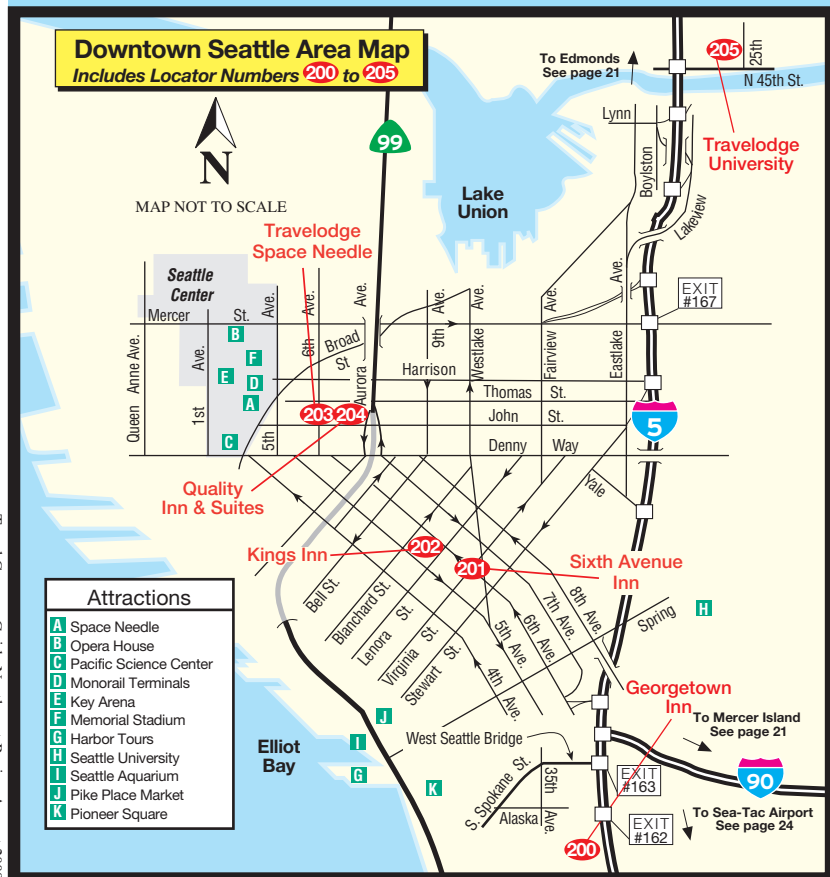 Downtown Seattle Area Map
Includes Locator Numbers 200 to 205
N
MAP NOT TO SCALE
99
Lake
Union
To Edmonds
See page 21
205
25th
N 45th St.
Travelodge
University
Lynn
Boylston
Lakeview
Travelodge
Space Needle
Seattle
Center
Mercer St.
Queen Anne Ave.
1st Ave.
5th Ave.
6th Ave.
Aurora Ave.
9th Ave.
Westlake Ave.
Fairview Ave.
Eastlake Ave.
EXIT
#167
Broad
St
Harrison
Thomas St.
John St.
Denny Way
B
F
E
D
A
C
203
204
5
Quality
Inn & Suites
Yale
Kings Inn
202
201
Sixth Avenue
Inn
Bell St.
Blanchard St.
Lenora St.
Virginia St.
Stewart St.
4th Ave.
5th Ave.
6th Ave.
7th Ave.
8th Ave.
Spring
H
Attractions
A Space Needle
B Opera House
C Pacific Science Center
D Monorail Terminals
E Key Arena
F Memorial Stadium
G Harbor Tours
H Seattle University
I Seattle Aquarium
J Pike Place Market
K Pioneer Square
Elliot
Bay
J
I
G
K
West Seattle Bridge
S. Spokane St.
35th Ave.
Alaska
Georgetown
Inn
200
To Mercer Island
See page 21
90
EXIT
#163
EXIT
#162
To Sea-Tac Airport
See page 24